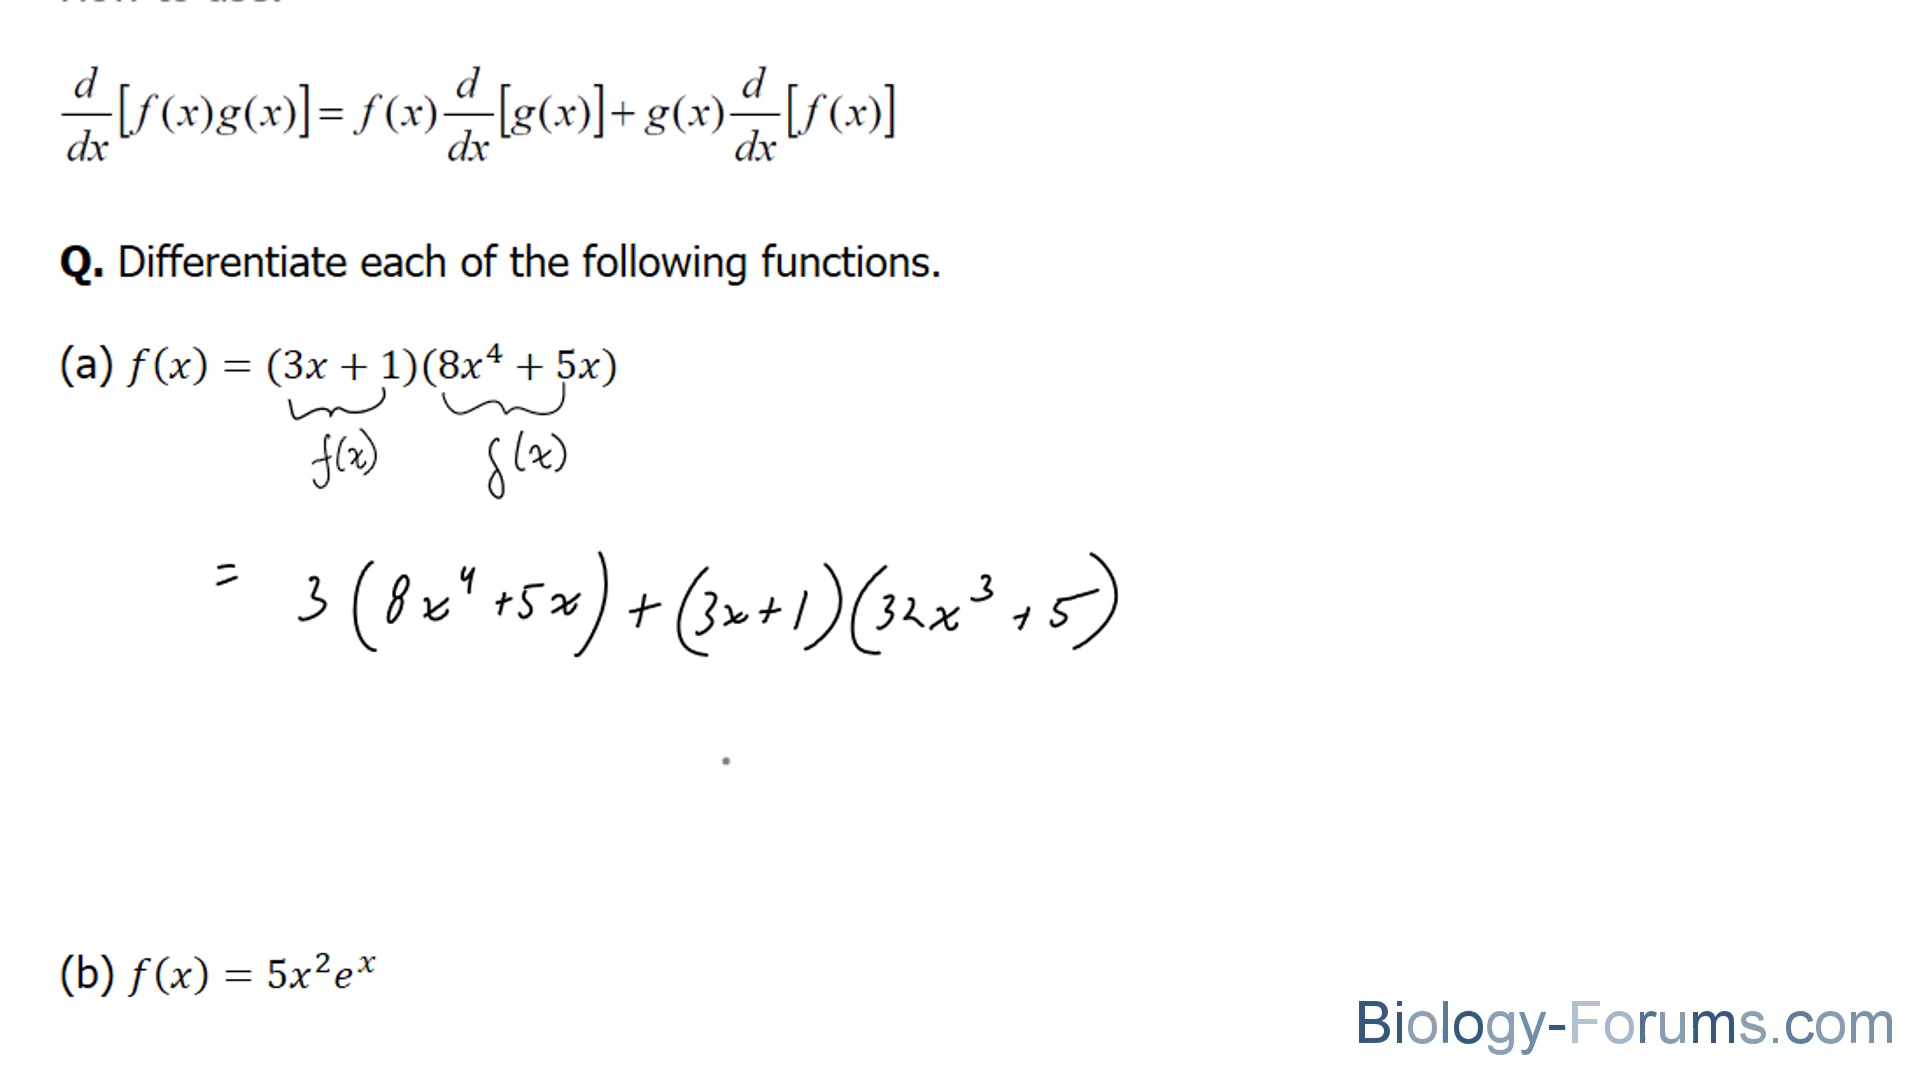 d/dx [f(x)g(x)] = f(x) d/dx [g(x)] + g(x) d/dx [f(x)]
Q. Differentiate each of the following functions.
(a) f(x) = (3x + 1)(8x⁴ + 5x)
f(x) g(x)
= 3(8x⁴ + 5x) + (3x + 1)(32x³ + 5)
(b) f(x) = 5x²eˣ
Biology-Forums.com